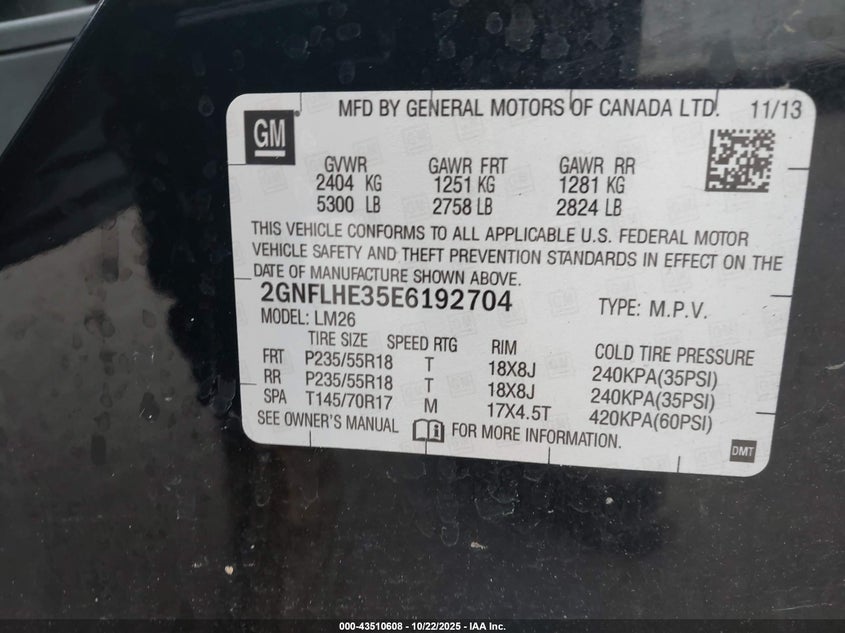 MFD BY GENERAL MOTORS OF CANADA LTD. 11/13
GM
GVWR GAWR FRT GAWR RR
2404 KG 1251 KG 1281 KG
5300 LB 2758 LB 2824 LB
THIS VEHICLE CONFORMS TO ALL APPLICABLE U.S. FEDERAL MOTOR
VEHICLE SAFETY AND THEFT PREVENTION STANDARDS IN EFFECT ON THE
DATE OF MANUFACTURE SHOWN ABOVE.
2GNFLHE35E6192704 TYPE: M.P.V.
MODEL: LM26
TIRE SIZE SPEED RTG RIM COLD TIRE PRESSURE
FRT P235/55R18 T 18X8J 240KPA(35PSI)
RR P235/55R18 T 18X8J 240KPA(35PSI)
SPA T145/70R17 M 17X4.5T 420KPA(60PSI)
SEE OWNER'S MANUAL FOR MORE INFORMATION.
DMT
000-43510608 - 10/22/2025 - IAA Inc.